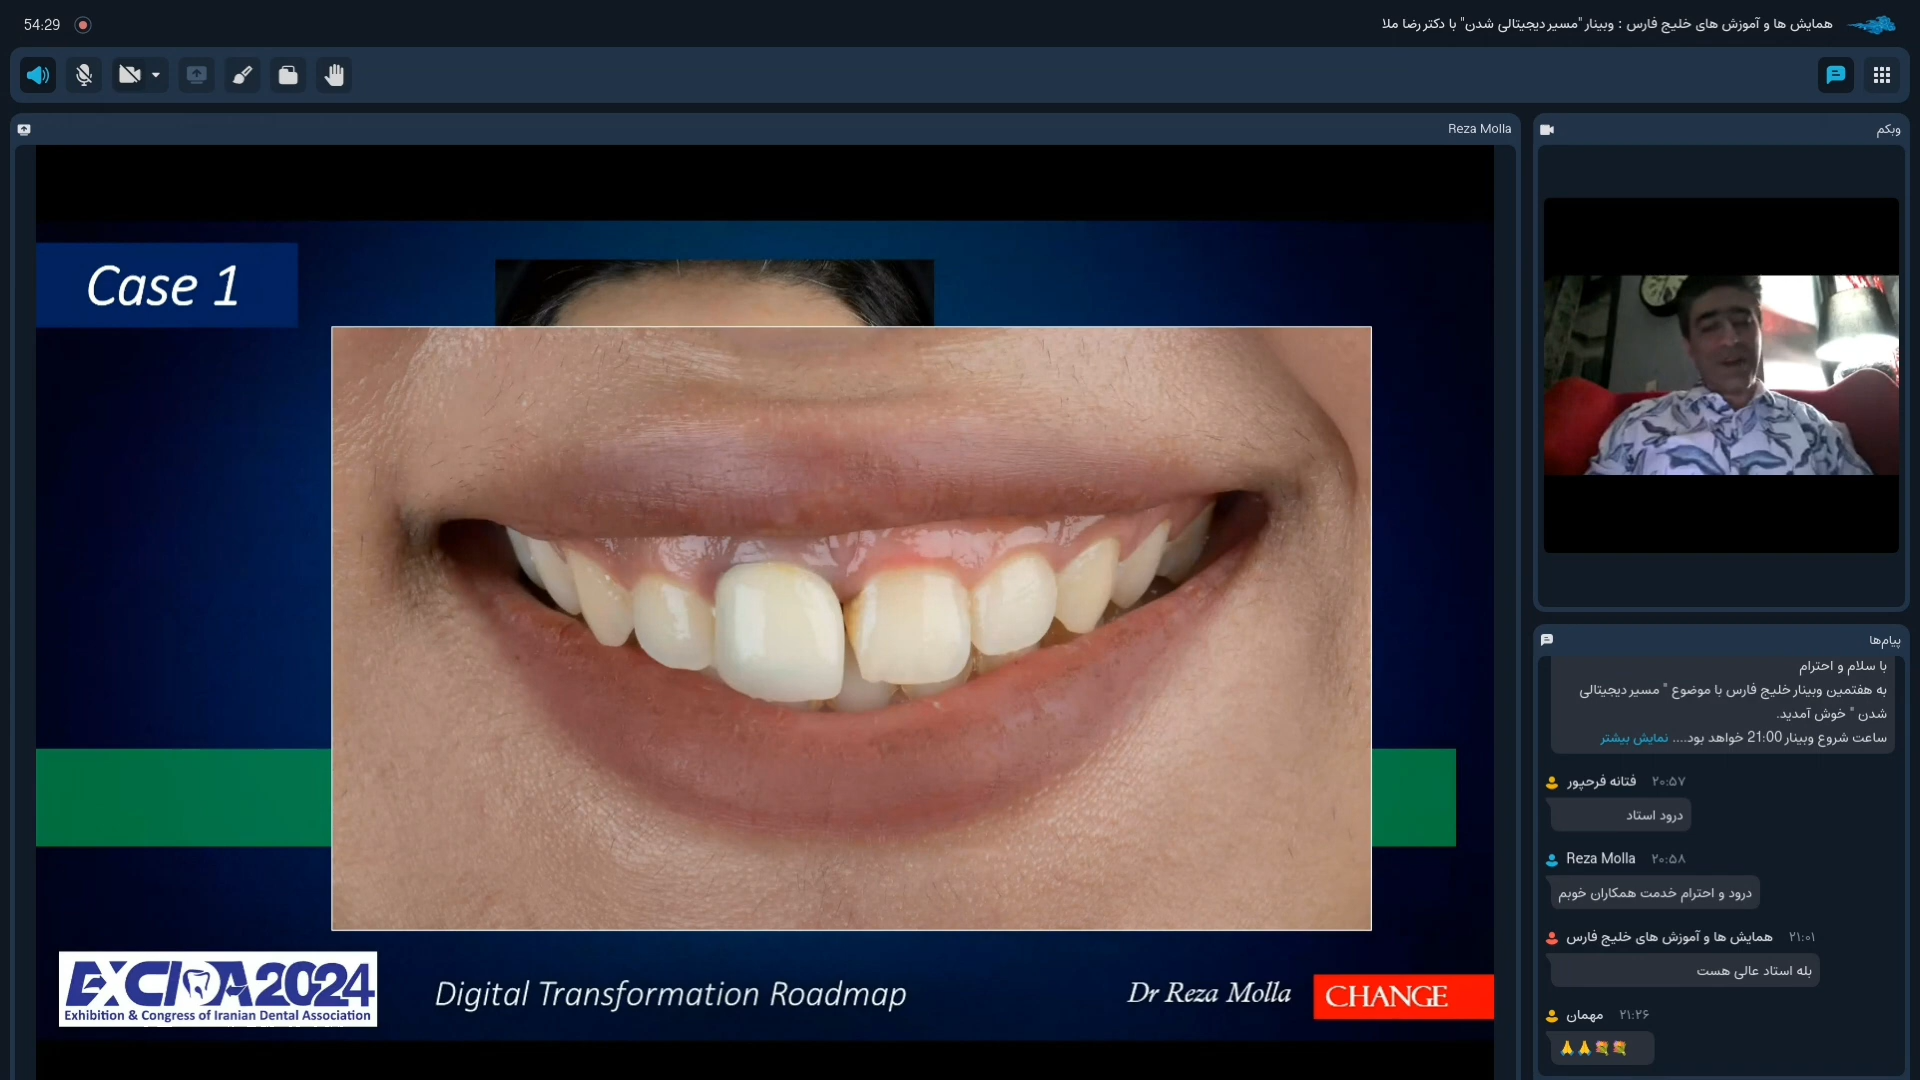 54:29
همایش ها و آموزش های خلیج فارس : وبینار "مسیر دیجیتالی شدن" با دکتر رضا ملا
Reza Molla
Case 1
EXCIDA2024
Exhibition & Congress of Iranian Dental Association
Digital Transformation Roadmap
Dr Reza Molla
CHANGE
وبکم
پیام‌ها
با سلام و احترام
به هفتمین وبینار خلیج فارس با موضوع " مسیر دیجیتالی
شدن " خوش آمدید.
ساعت شروع وبینار 21:00 خواهد بود.... نمایش بیشتر
فتانه فرحپور ۲۰:۵۷
درود استاد
Reza Molla ۲۰:۵۸
درود و احترام خدمت همکاران خوبم
همایش ها و آموزش های خلیج فارس ۲۱:۰۱
بله استاد عالی هست
مهمان ۲۱:۲۶
🙏🙏💐💐